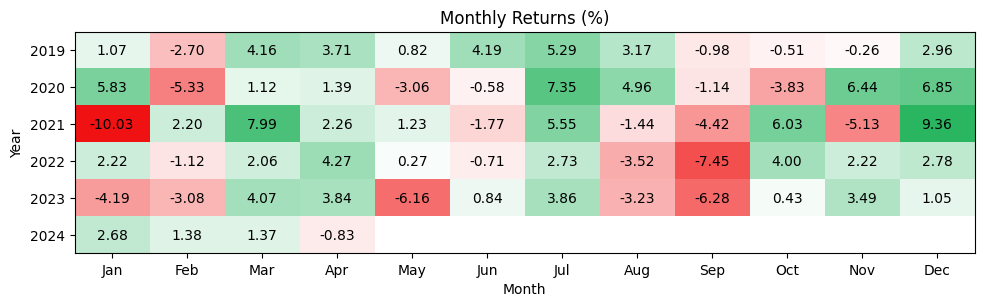 Monthly Returns (%)
Year
2019 1.07 -2.70 4.16 3.71 0.82 4.19 5.29 3.17 -0.98 -0.51 -0.26 2.96
2020 5.83 -5.33 1.12 1.39 -3.06 -0.58 7.35 4.96 -1.14 -3.83 6.44 6.85
2021 -10.03 2.20 7.99 2.26 1.23 -1.77 5.55 -1.44 -4.42 6.03 -5.13 9.36
2022 2.22 -1.12 2.06 4.27 0.27 -0.71 2.73 -3.52 -7.45 4.00 2.22 2.78
2023 -4.19 -3.08 4.07 3.84 -6.16 0.84 3.86 -3.23 -6.28 0.43 3.49 1.05
2024 2.68 1.38 1.37 -0.83
Jan Feb Mar Apr May Jun Jul Aug Sep Oct Nov Dec
Month